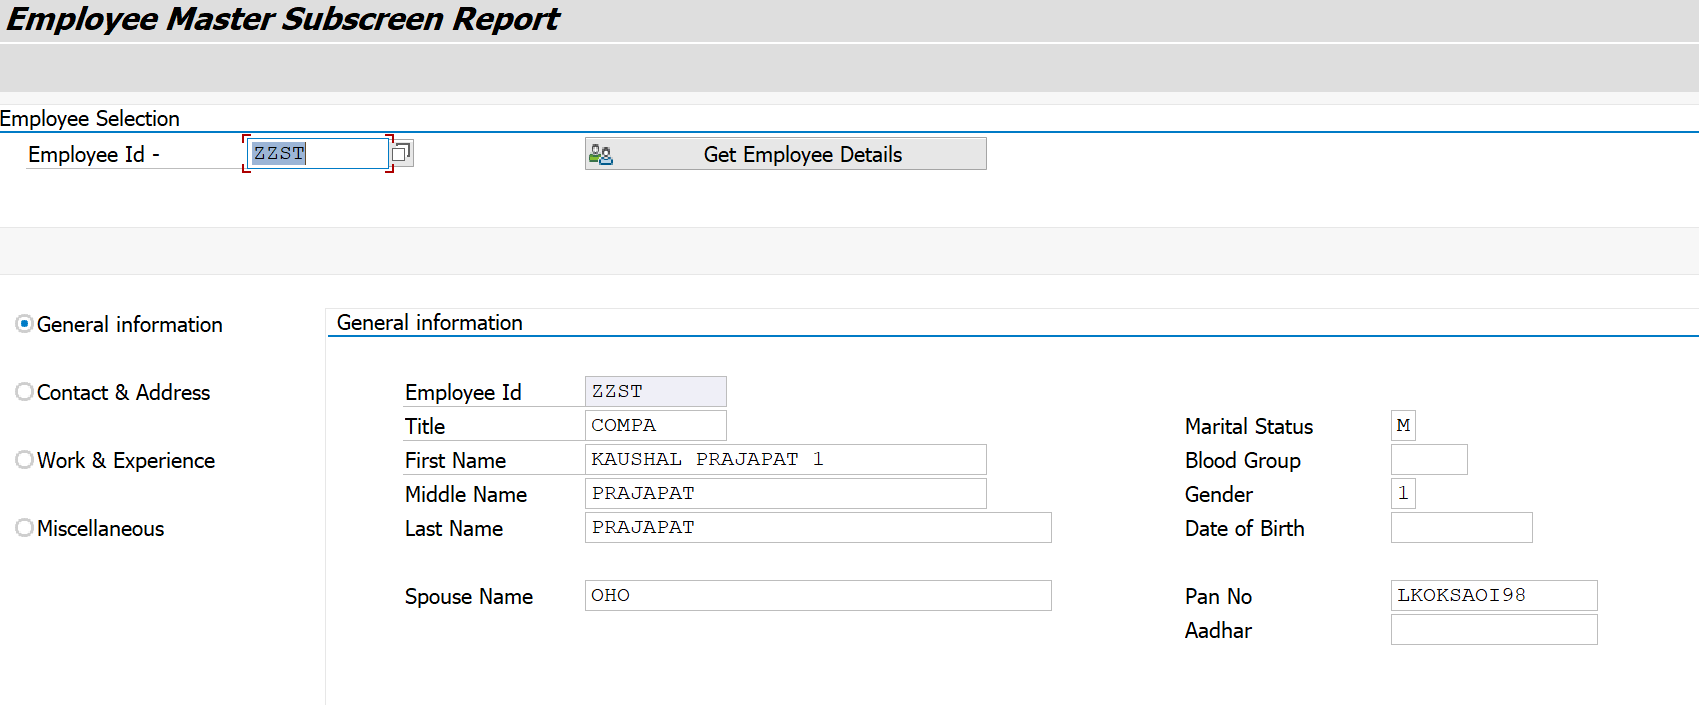 Employee Master Subscreen Report
Employee Selection
Employee Id - ZZST Get Employee Details
General information
Contact & Address
Work & Experience
Miscellaneous
General information
Employee Id ZZST
Title COMPA Marital Status M
First Name KAUSHAL PRAJAPAT 1 Blood Group
Middle Name PRAJAPAT Gender 1
Last Name PRAJAPAT Date of Birth
Spouse Name OHO Pan No LKOKSAOI98
Aadhar